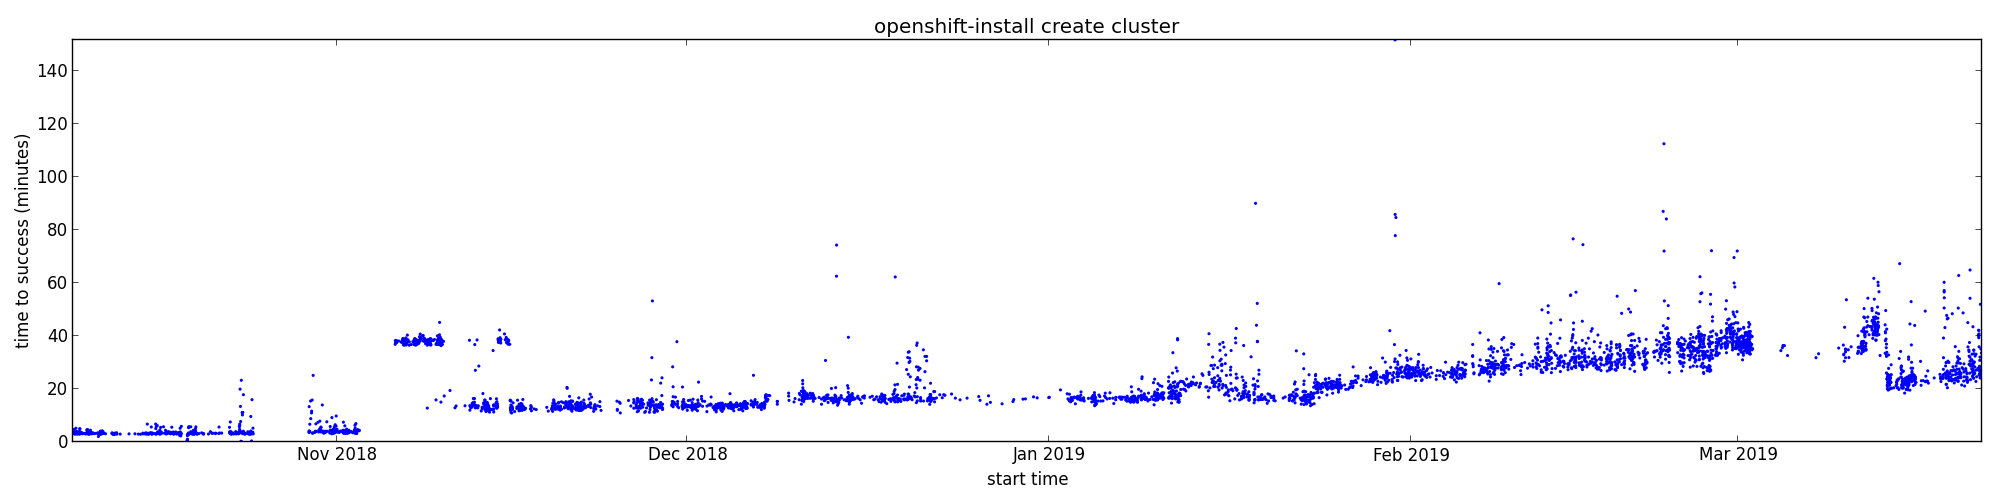 openshift-install create cluster
time to success (minutes)
140
120
100
80
60
40
20
0
Nov 2018
Dec 2018
Jan 2019
Feb 2019
Mar 2019
start time